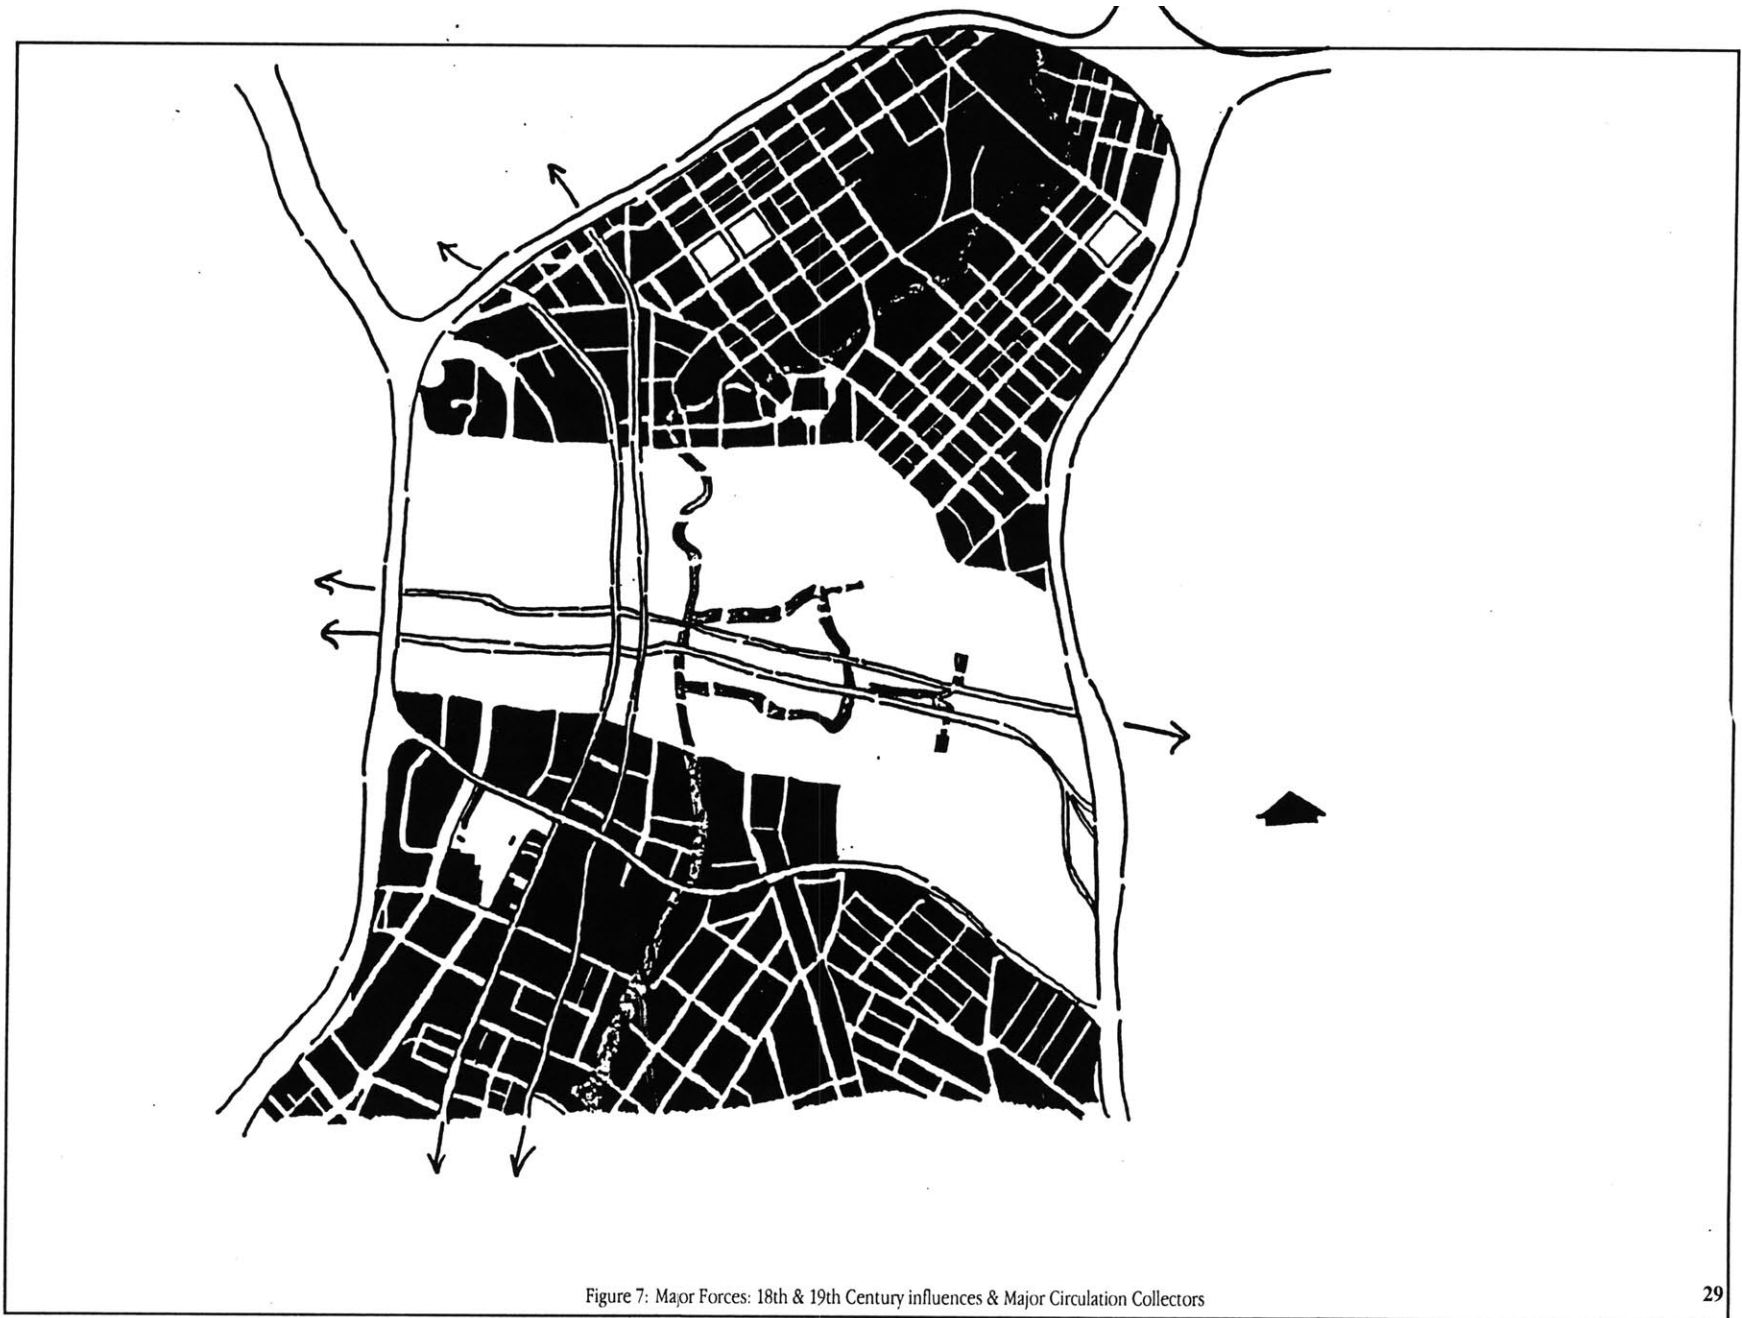 Figure 7: Major Forces: 18th & 19th Century influences & Major Circulation Collectors
29